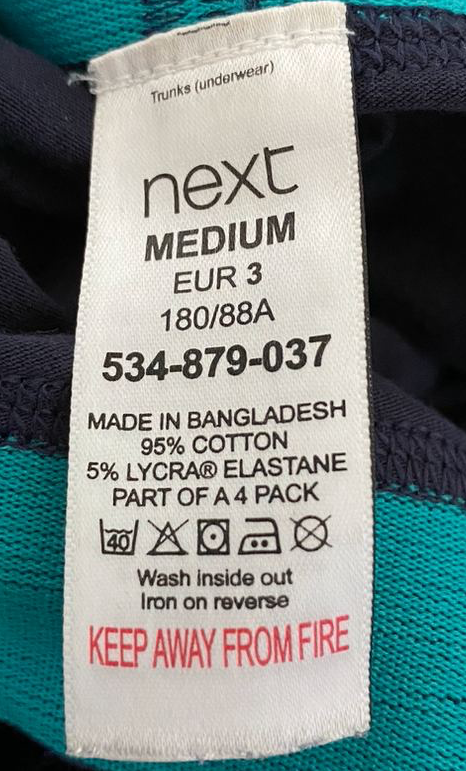 Trunks (underwear)
next
MEDIUM
EUR 3
180/88A
534-879-037
MADE IN BANGLADESH
95% COTTON
5% LYCRA® ELASTANE
PART OF A 4 PACK
40
Wash inside out
Iron on reverse
KEEP AWAY FROM FIRE